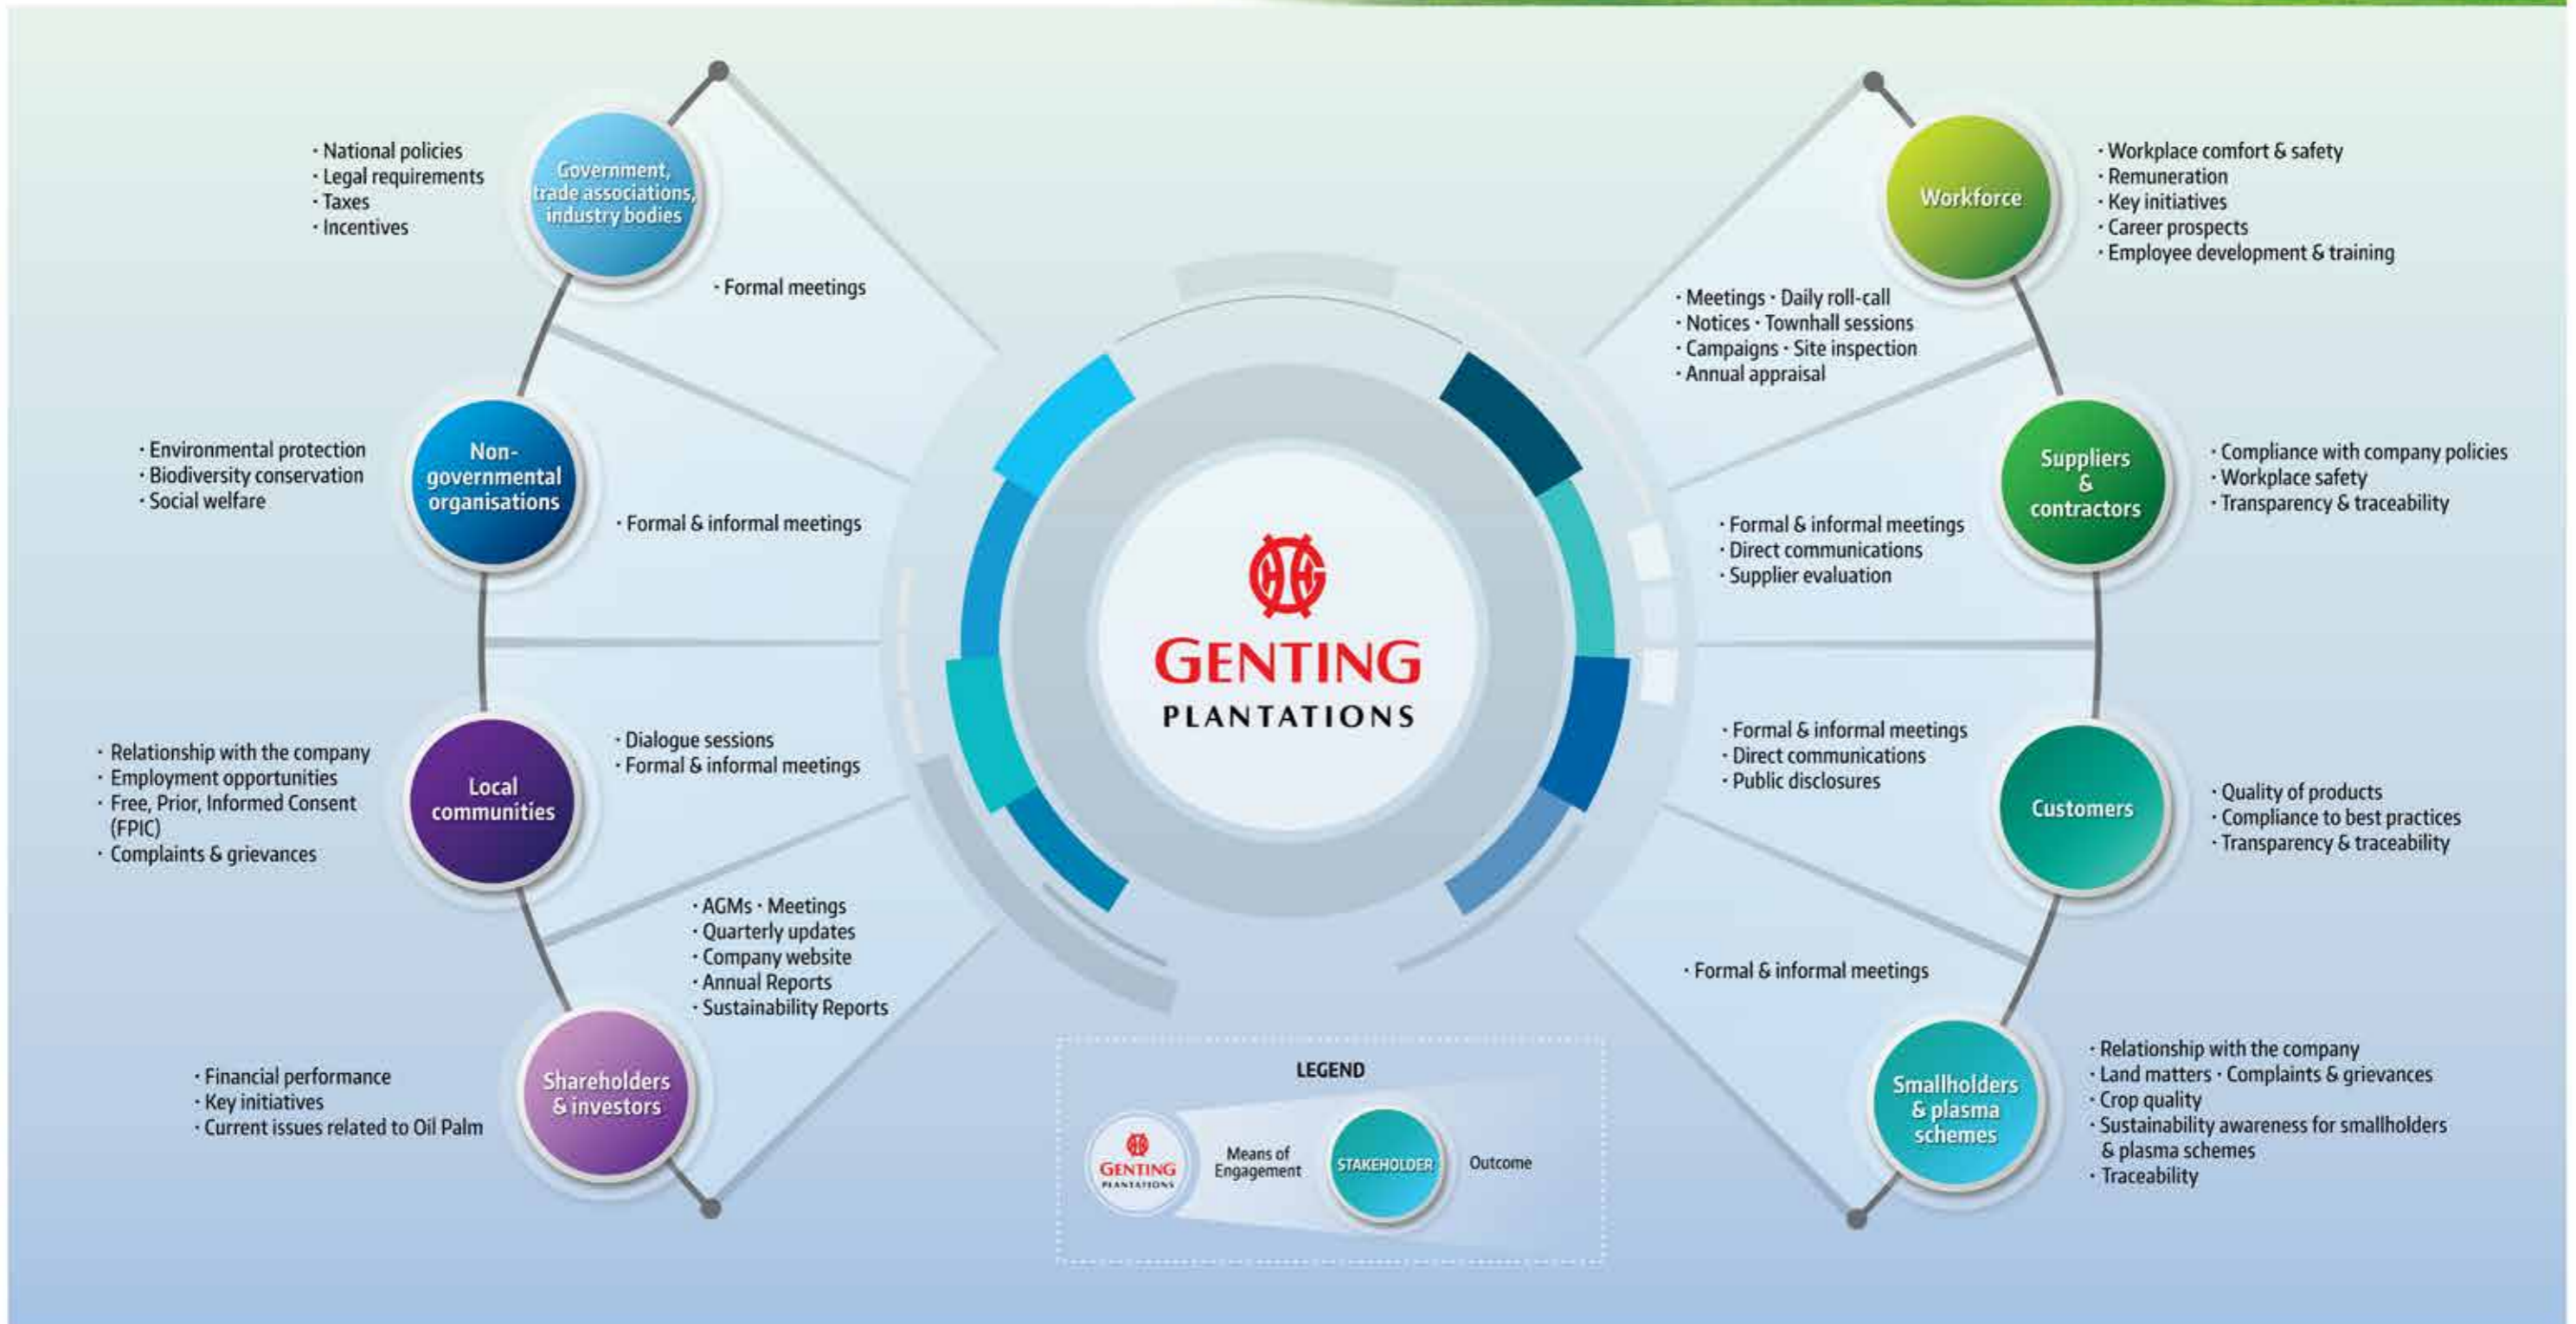 · National policies
· Legal requirements
· Taxes
· Incentives
Government,
trade associations,
industry bodies
· Formal meetings
· Environmental protection
· Biodiversity conservation
· Social welfare
Non-
governmental
organisations
· Formal & informal meetings
· Relationship with the company
· Employment opportunities
· Free, Prior, Informed Consent
(FPIC)
· Complaints & grievances
Local
communities
· Dialogue sessions
· Formal & informal meetings
· Financial performance
· Key initiatives
· Current issues related to Oil Palm
Shareholders
& investors
· AGMs · Meetings
· Quarterly updates
· Company website
· Annual Reports
· Sustainability Reports
GENTING
PLANTATIONS
Workforce
· Workplace comfort & safety
· Remuneration
· Key initiatives
· Career prospects
· Employee development & training
· Meetings · Daily roll-call
· Notices · Townhall sessions
· Campaigns · Site inspection
· Annual appraisal
Suppliers
&
contractors
· Compliance with company policies
· Workplace safety
· Transparency & traceability
· Formal & informal meetings
· Direct communications
· Supplier evaluation
· Formal & informal meetings
· Direct communications
· Public disclosures
Customers
· Quality of products
· Compliance to best practices
· Transparency & traceability
· Formal & informal meetings
Smallholders
& plasma
schemes
· Relationship with the company
· Land matters · Complaints & grievances
· Crop quality
· Sustainability awareness for smallholders
& plasma schemes
· Traceability
LEGEND
GENTING
PLANTATIONS
Means of
Engagement
STAKEHOLDER
Outcome